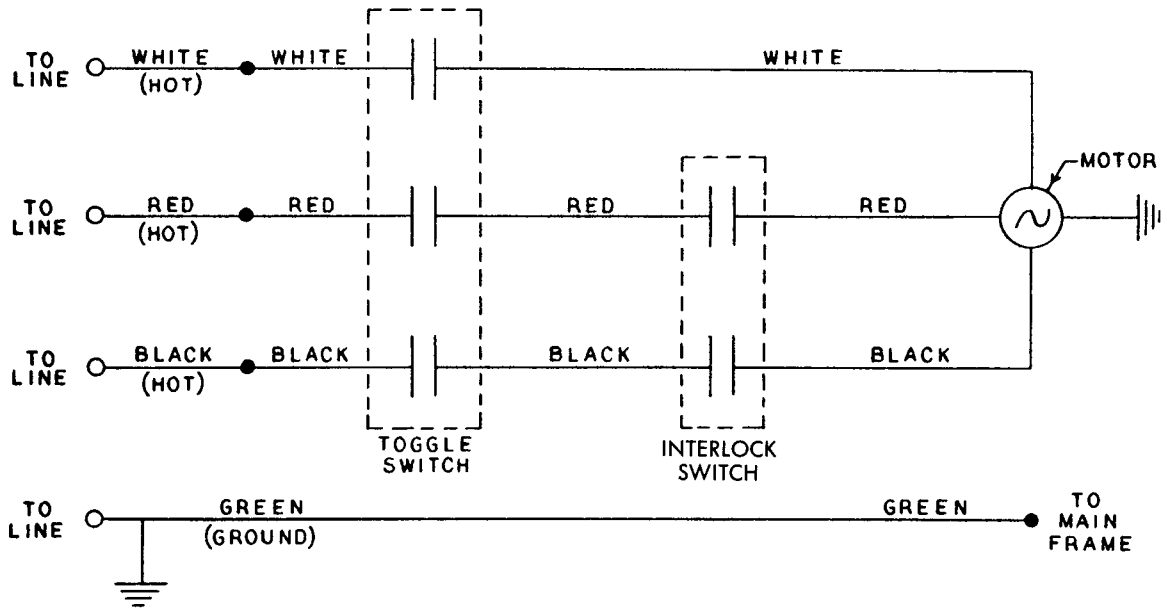 TO
LINE
WHITE
(HOT)
WHITE
WHITE
TO
LINE
RED
(HOT)
RED
RED
RED
MOTOR
TO
LINE
BLACK
(HOT)
BLACK
BLACK
BLACK
TOGGLE
SWITCH
INTERLOCK
SWITCH
TO
LINE
GREEN
(GROUND)
GREEN
TO
MAIN
FRAME